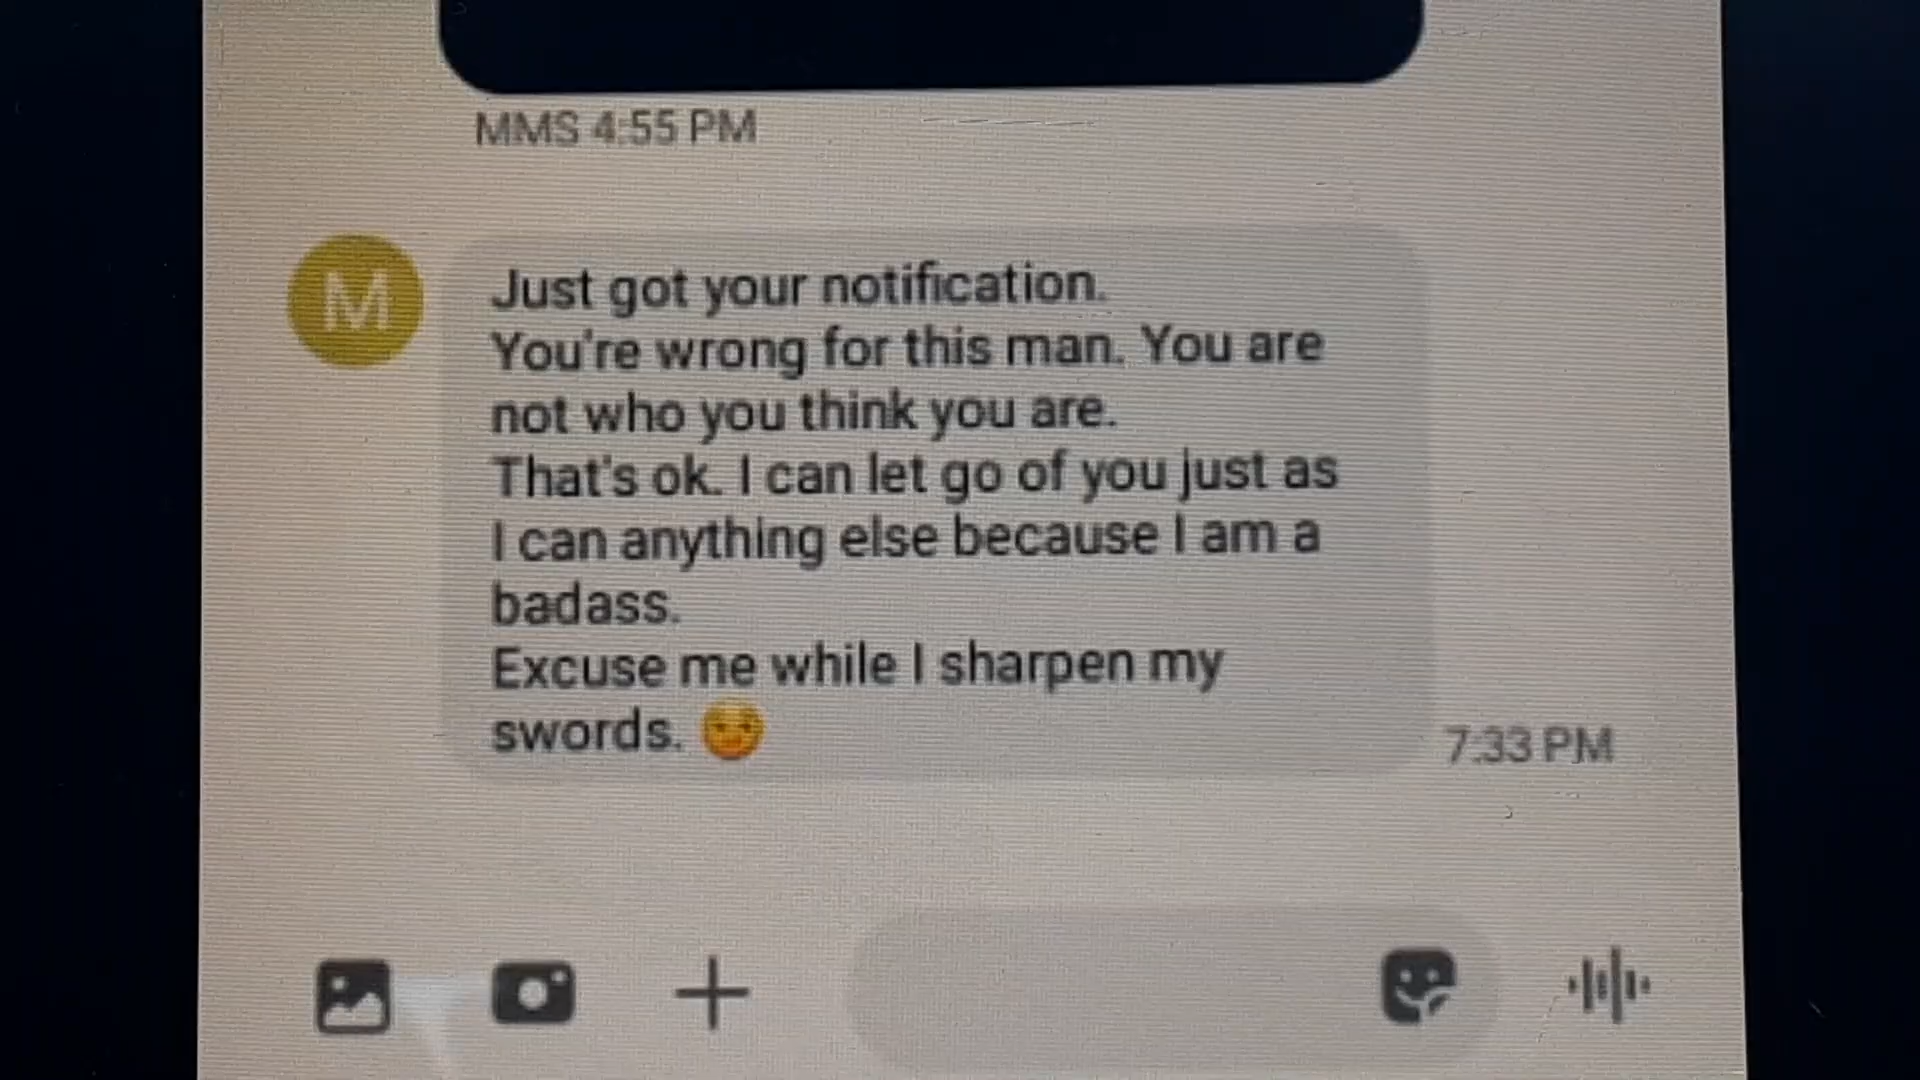 MMS 4:55 PM
M
Just got your notification.
You're wrong for this man. You are
not who you think you are.
That's ok. I can let go of you just as
I can anything else because I am a
badass.
Excuse me while I sharpen my
swords. 😏
7:33 PM